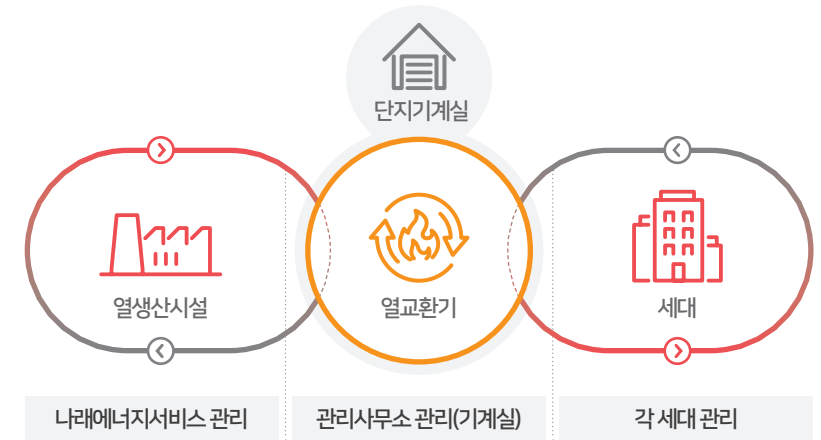 단지기계실
열생산시설
열교환기
세대
나래에너지서비스 관리
관리사무소 관리(기계실)
각 세대 관리